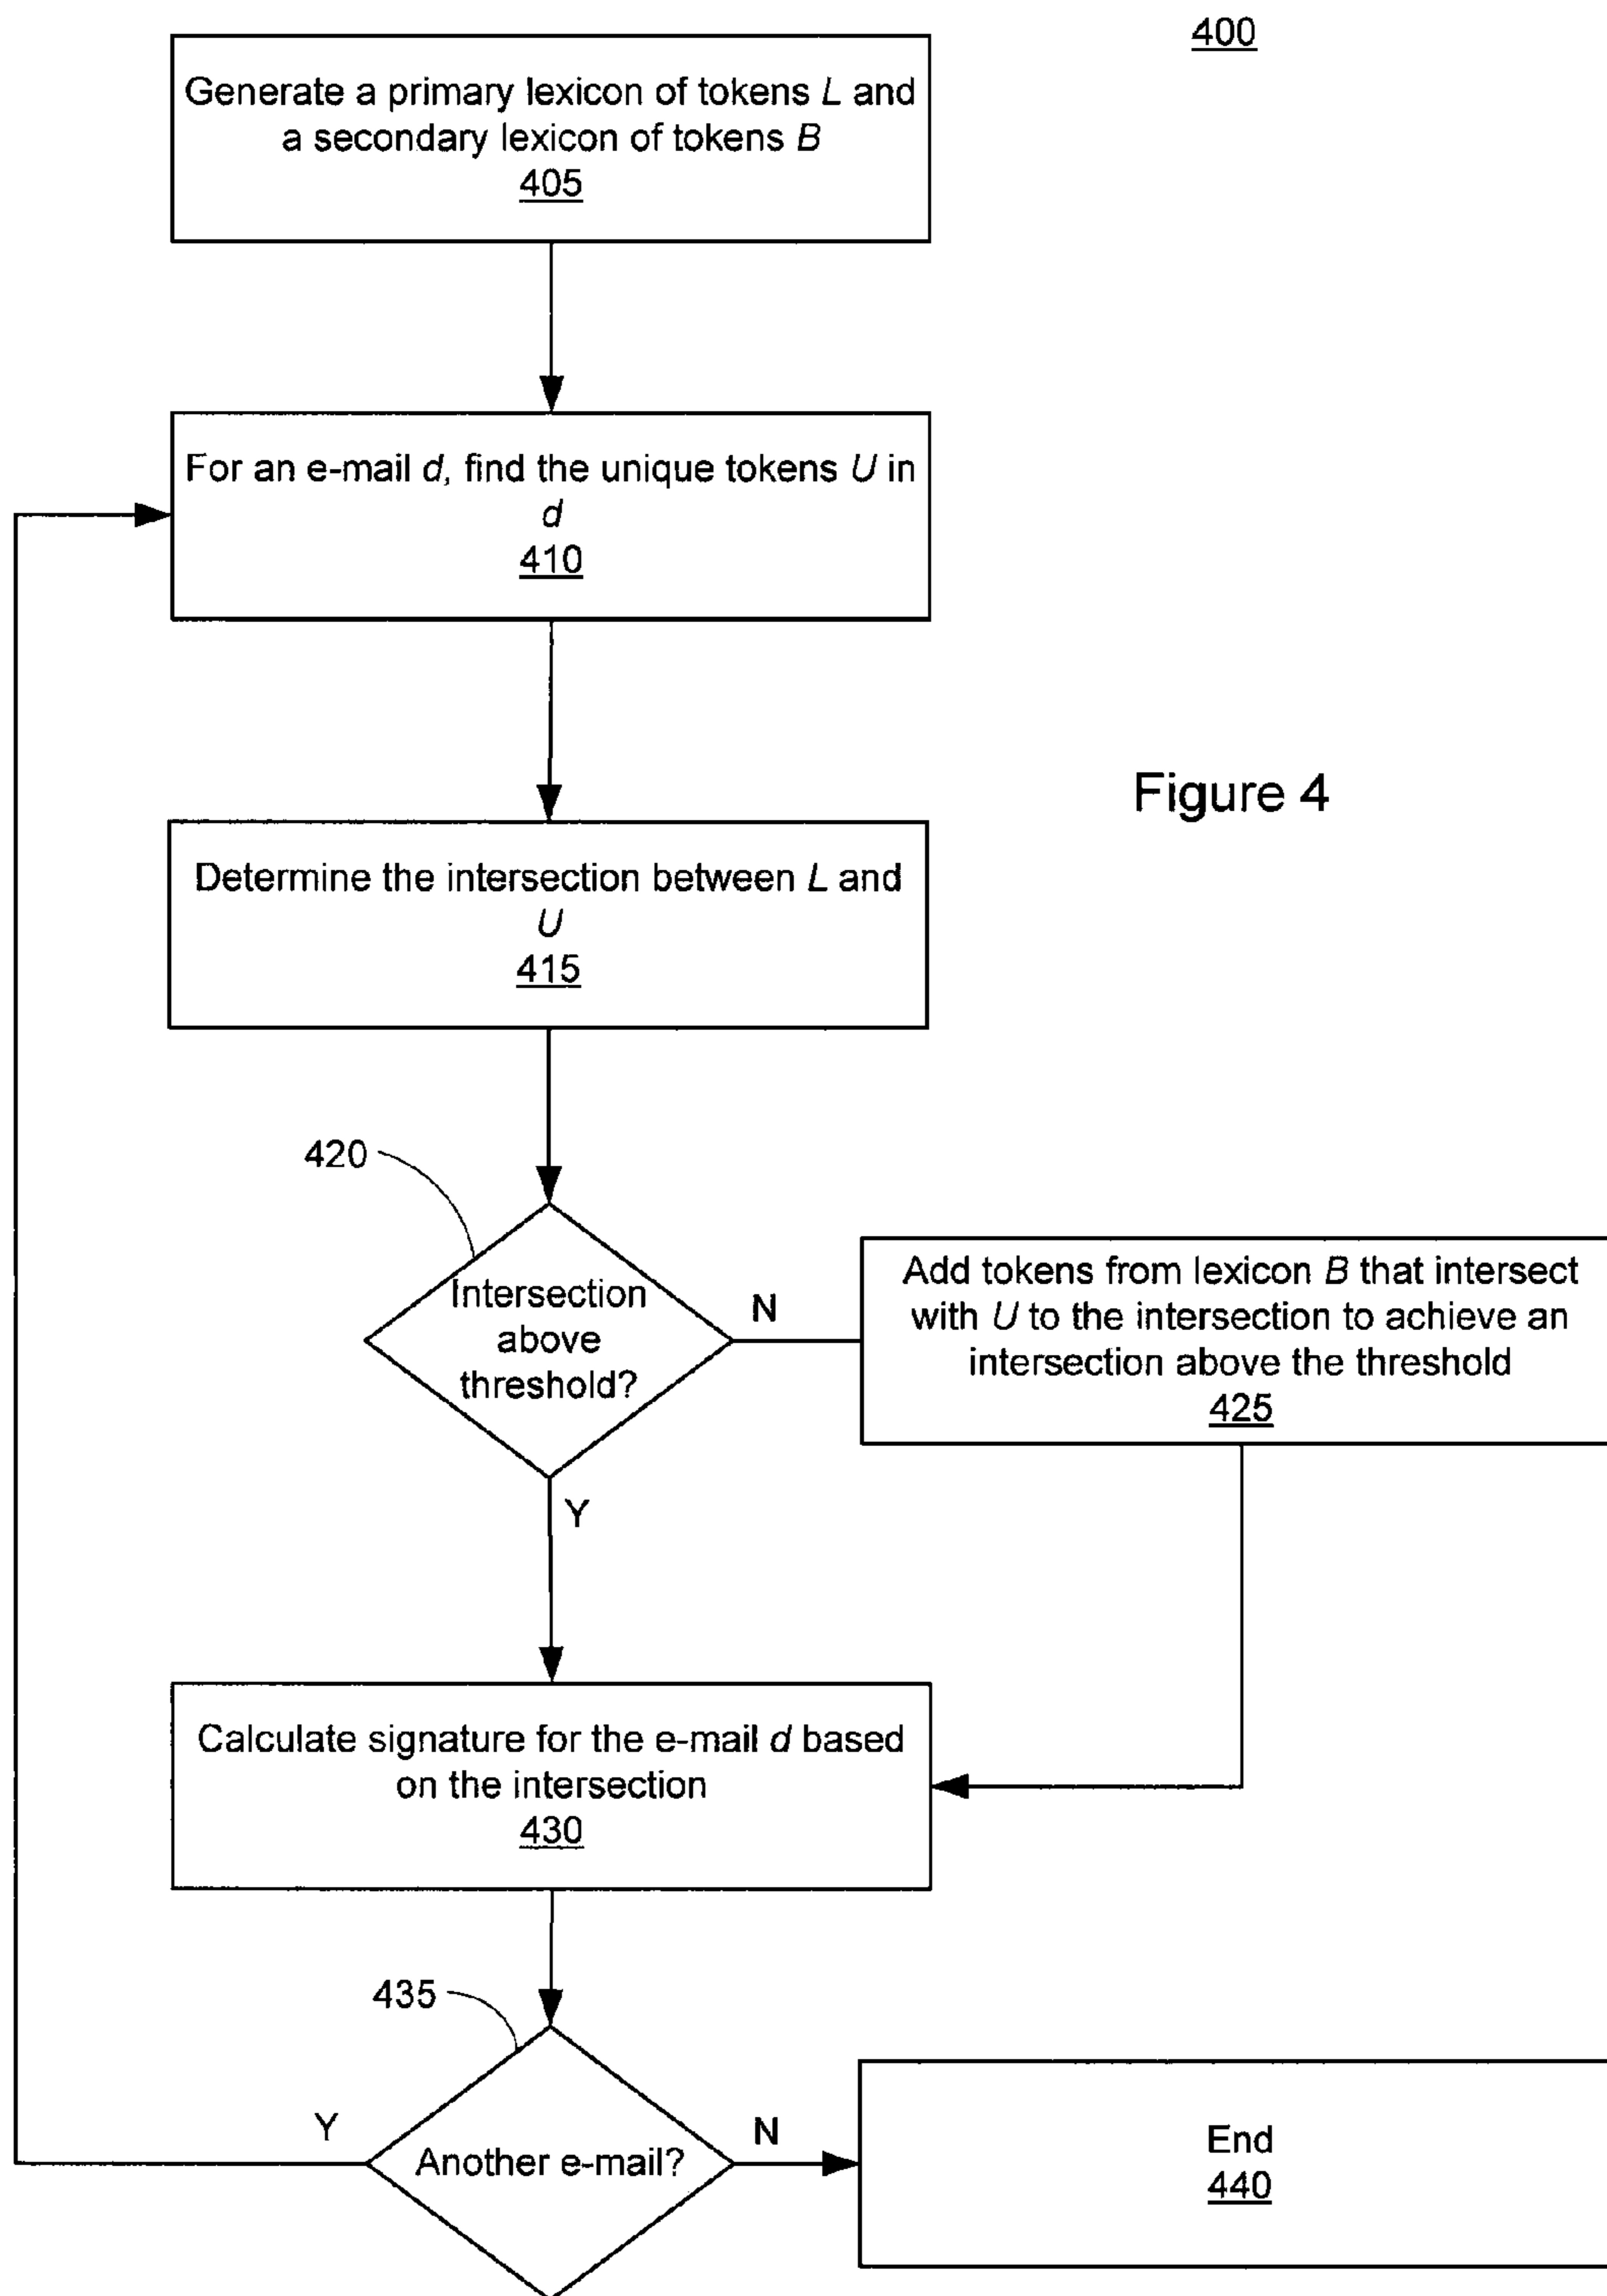 400
Generate a primary lexicon of tokens L and
a secondary lexicon of tokens B
405
For an e-mail d, find the unique tokens U in
d
410
Figure 4
Determine the intersection between L and
U
415
420
Intersection
above
threshold?
N
Add tokens from lexicon B that intersect
with U to the intersection to achieve an
intersection above the threshold
425
Y
Calculate signature for the e-mail d based
on the intersection
430
435
Y
Another e-mail?
N
End
440